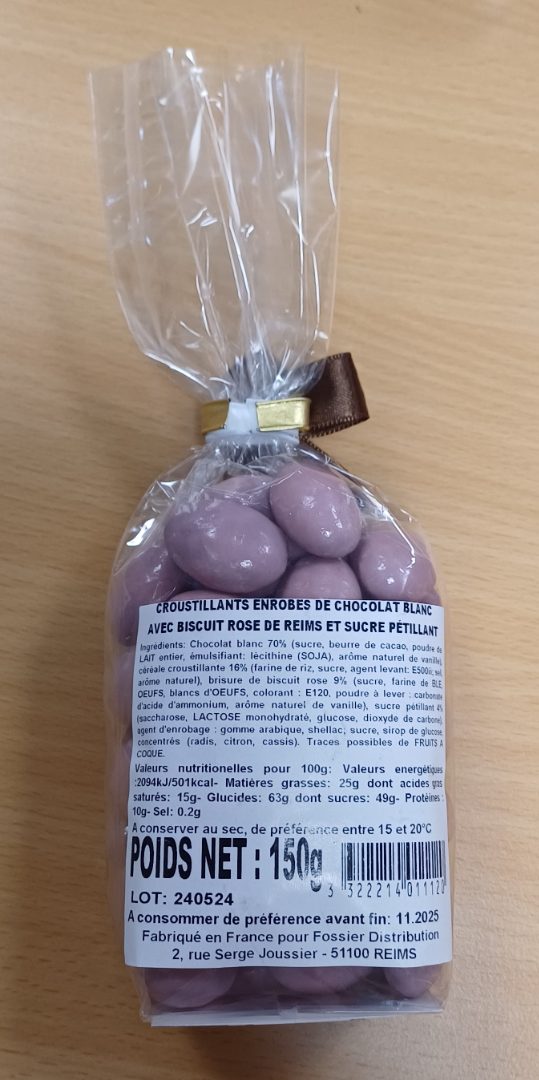 CROUSTILLANTS ENROBES DE CHOCOLAT BLANC
AVEC BISCUIT ROSE DE REIMS ET SUCRE PÉTILLANT
Ingrédients: Chocolat blanc 70% (sucre, beurre de cacao, poudre de
LAIT entier, émulsifiant: lécithine (SOJA), arôme naturel de vanille),
céréale croustillante 16% (farine de riz, sucre, agent levant: E500ii, sel,
arôme naturel), brisure de biscuit rose 9% (sucre, farine de BLE,
OEUFS, blancs d'OEUFS, colorant : E120, poudre à lever : carbonate
d'acide d'ammonium, arôme naturel de vanille), sucre pétillant 4%
(saccharose, LACTOSE monohydraté, glucose, dioxyde de carbone),
agent d'enrobage : gomme arabique, shellac, sucre, sirop de glucose,
concentrés (radis, citron, cassis). Traces possibles de FRUITS A
COQUE.
Valeurs nutritionelles pour 100g: Valeurs energétiques
:2094kJ/501kcal- Matières grasses: 25g dont acides gras
saturés: 15g- Glucides: 63g dont sucres: 49g- Protéines :
10g- Sel: 0.2g
A conserver au sec, de préférence entre 15 et 20°C
POIDS NET : 150g
3 322214 011120
LOT: 240524
A consommer de préférence avant fin: 11.2025
Fabriqué en France pour Fossier Distribution
2, rue Serge Joussier - 51100 REIMS